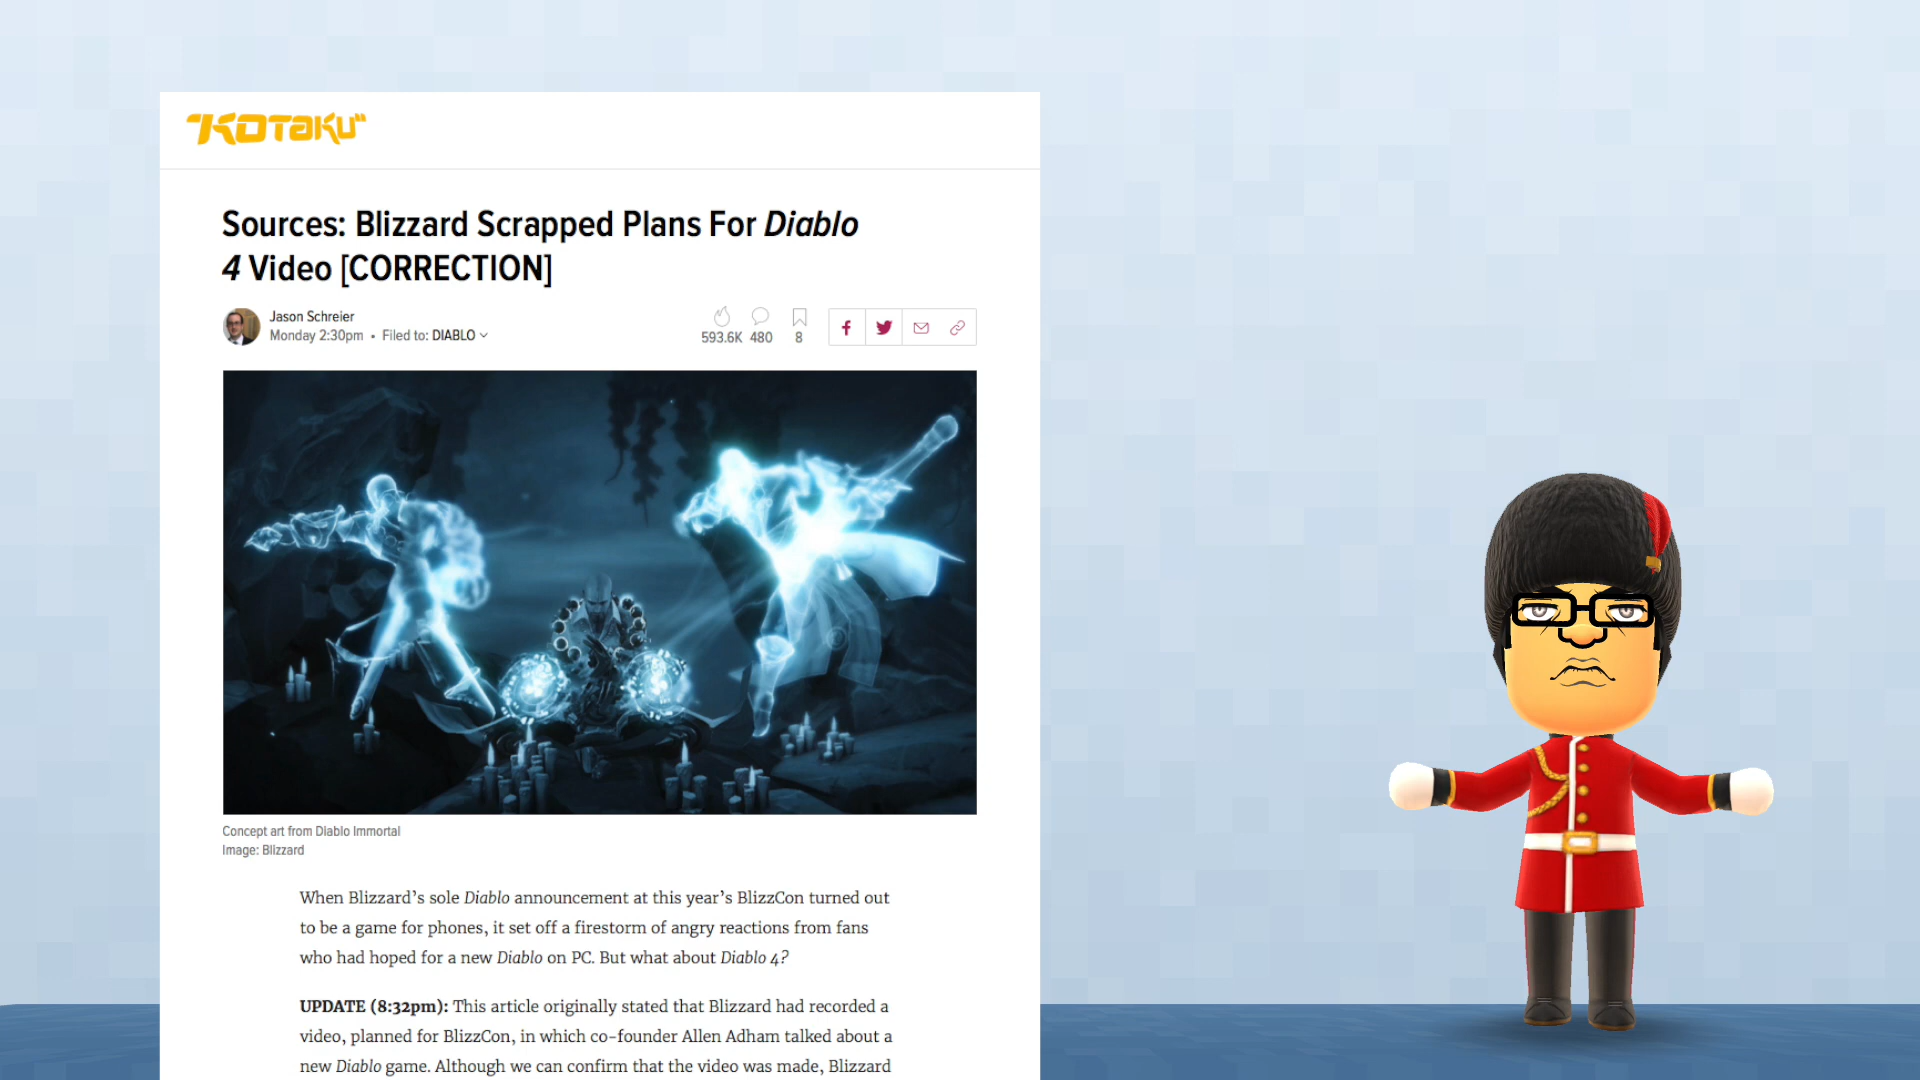 "KOTAKU"
Sources: Blizzard Scrapped Plans For Diablo
4 Video [CORRECTION]
Jason Schreier
Monday 2:30pm • Filed to: DIABLO
593.6K 480 8
Concept art from Diablo Immortal
Image: Blizzard
When Blizzard’s sole Diablo announcement at this year’s BlizzCon turned out
to be a game for phones, it set off a firestorm of angry reactions from fans
who had hoped for a new Diablo on PC. But what about Diablo 4?
UPDATE (8:32pm): This article originally stated that Blizzard had recorded a
video, planned for BlizzCon, in which co-founder Allen Adham talked about a
new Diablo game. Although we can confirm that the video was made, Blizzard